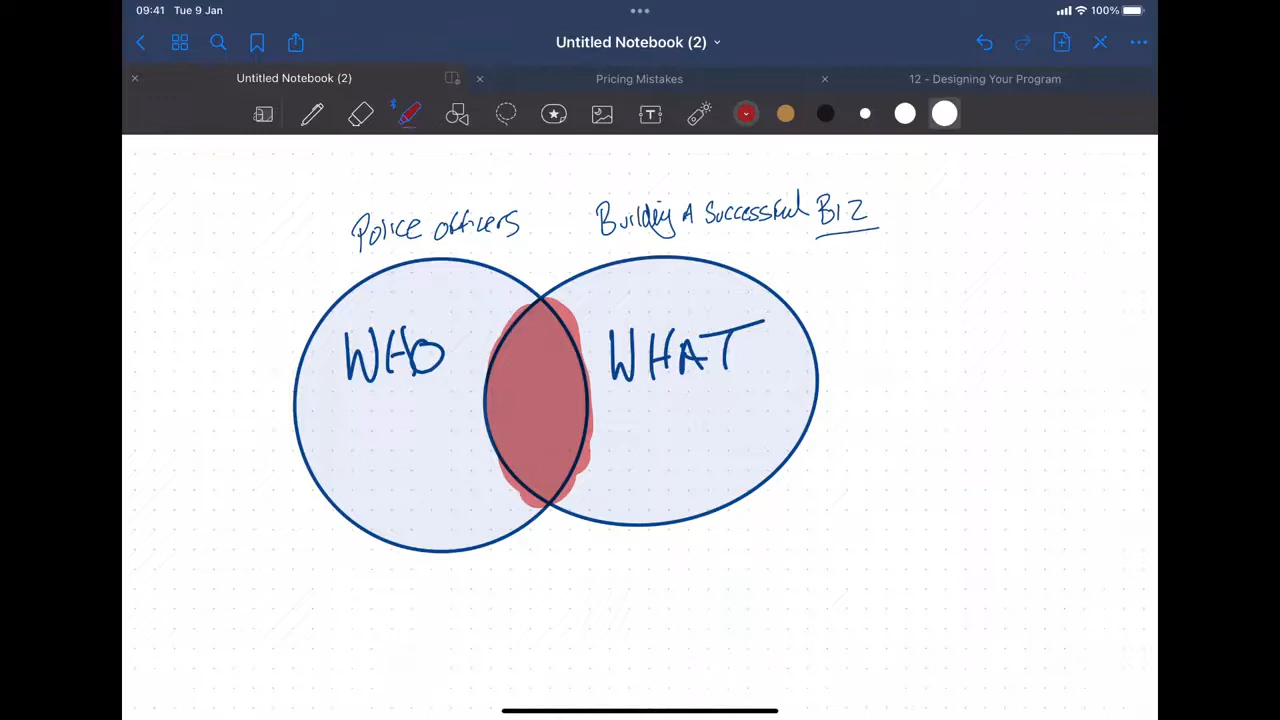 09:41 Tue 9 Jan
100%
Untitled Notebook (2)
Untitled Notebook (2)
Pricing Mistakes
12 - Designing Your Program
T
Police officers
Building A Successful BIZ
WHO
WHAT